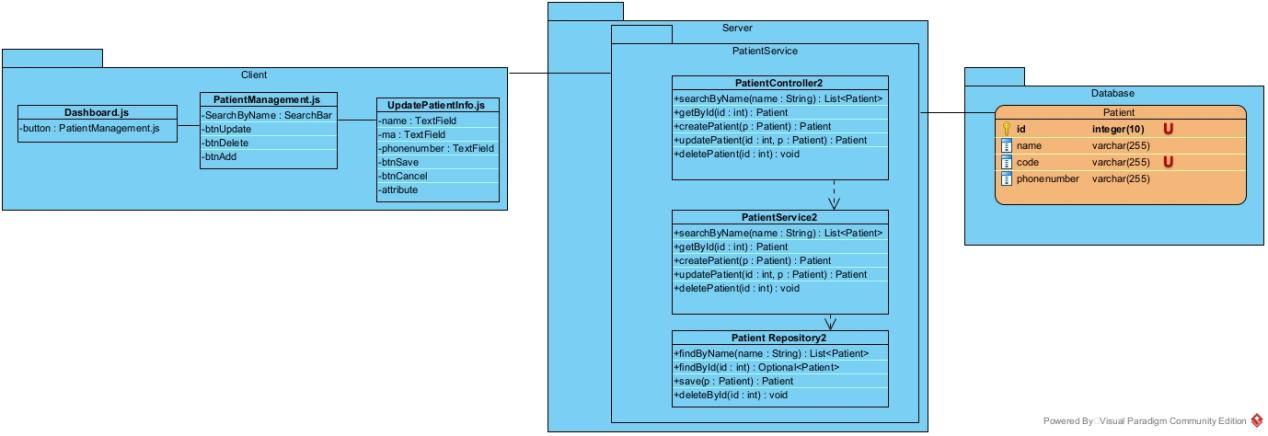 Client
Dashboard.js
-button : PatientManagement.js
PatientManagement.js
-SearchByName : SearchBar
-btnUpdate
-btnDelete
-btnAdd
UpdatePatientInfo.js
-name : TextField
-ma : TextField
-phonenumber : TextField
-btnSave
-btnCancel
-attribute
Server
PatientService
PatientController2
+searchByName(name : String) : List<Patient>
+getById(id : int) : Patient
+createPatient(p : Patient) : Patient
+updatePatient(id : int, p : Patient) : Patient
+deletePatient(id : int) : void
PatientService2
+searchByName(name : String) : List<Patient>
+getById(id : int) : Patient
+createPatient(p : Patient) : Patient
+updatePatient(id : int, p : Patient) : Patient
+deletePatient(id : int) : void
Patient Repository2
+findByName(name : String) : List<Patient>
+findById(id : int) : Optional<Patient>
+save(p : Patient) : Patient
+deleteById(id : int) : void
Database
Patient
id integer(10) U
name varchar(255)
code varchar(255) U
phonenumber varchar(255)
Powered By Visual Paradigm Community Edition